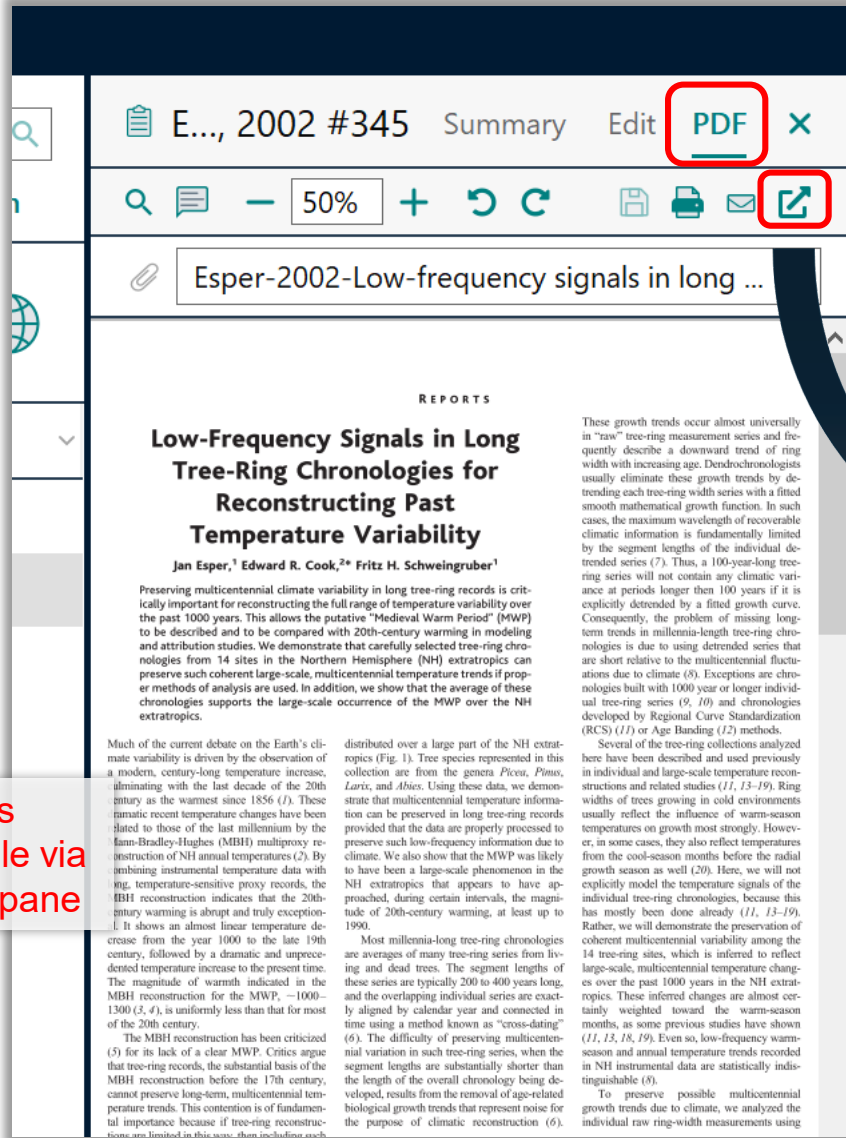 E..., 2002 #345 Summary Edit PDF
50%
Esper-2002-Low-frequency signals in long ...
REPORTS
Low-Frequency Signals in Long
Tree-Ring Chronologies for
Reconstructing Past
Temperature Variability
Jan Esper,¹ Edward R. Cook,²* Fritz H. Schweingruber¹
Preserving multicentennial climate variability in long tree-ring records is crit-
ically important for reconstructing the full range of temperature variability over
the past 1000 years. This allows the putative "Medieval Warm Period" (MWP)
to be described and to be compared with 20th-century warming in modeling
and attribution studies. We demonstrate that carefully selected tree-ring chro-
nologies from 14 sites in the Northern Hemisphere (NH) extratropics can
preserve such coherent large-scale, multicentennial temperature trends if prop-
er methods of analysis are used. In addition, we show that the average of these
chronologies supports the large-scale occurrence of the MWP over the NH
extratropics.
Much of the current debate on the Earth's cli-
mate variability is driven by the observation of
a modern, century-long temperature increase,
culminating with the last decade of the 20th
century as the warmest since 1856 (1). These
dramatic recent temperature changes have been
related to those of the last millennium by the
Mann-Bradley-Hughes (MBH) multiproxy re-
construction of NH annual temperatures (2). By
combining instrumental temperature data with
long, temperature-sensitive proxy records, the
MBH reconstruction indicates that the 20th-
century warming is abrupt and truly exception-
al. It shows an almost linear temperature de-
crease from the year 1000 to the late 19th
century, followed by a dramatic and unprece-
dented temperature increase to the present time.
The magnitude of warmth indicated in the
MBH reconstruction for the MWP, ~1000–
1300 (3, 4), is uniformly less than that for most
of the 20th century.
The MBH reconstruction has been criticized
(5) for its lack of a clear MWP. Critics argue
that tree-ring records, the substantial basis of the
MBH reconstruction before the 17th century,
cannot preserve long-term, multicentennial tem-
perature trends. This contention is of fundamen-
tal importance because if tree-ring reconstruc-
tions are limited in this way, then including such
distributed over a large part of the NH extrat-
ropics (Fig. 1). Tree species represented in this
collection are from the genera Picea, Pinus,
Larix, and Abies. Using these data, we demon-
strate that multicentennial temperature informa-
tion can be preserved in long tree-ring records
provided that the data are properly processed to
preserve such low-frequency information due to
climate. We also show that the MWP was likely
to have been a large-scale phenomenon in the
NH extratropics that appears to have ap-
proached, during certain intervals, the magni-
tude of 20th-century warming, at least up to
1990.
Most millennia-long tree-ring chronologies
are averages of many tree-ring series from liv-
ing and dead trees. The segment lengths of
these series are typically 200 to 400 years long,
and the overlapping individual series are exact-
ly aligned by calendar year and connected in
time using a method known as "cross-dating"
(6). The difficulty of preserving multicenten-
nial variation in such tree-ring series, when the
segment lengths are substantially shorter than
the length of the overall chronology being de-
veloped, results from the removal of age-related
biological growth trends that represent noise for
the purpose of climatic reconstruction (6).
These growth trends occur almost universally
in "raw" tree-ring measurement series and fre-
quently describe a downward trend of ring
width with increasing age. Dendrochronologists
usually eliminate these growth trends by de-
trending each tree-ring width series with a fitted
smooth mathematical growth function. In such
cases, the maximum wavelength of recoverable
climatic information is fundamentally limited
by the segment lengths of the individual de-
trended series (7). Thus, a 100-year-long tree-
ring series will not contain any climatic vari-
ance at periods longer then 100 years if it is
explicitly detrended by a fitted growth curve.
Consequently, the problem of missing long-
term trends in millennia-length tree-ring chro-
nologies is due to using detrended series that
are short relative to the multicentennial fluctu-
ations due to climate (8). Exceptions are chro-
nologies built with 1000 year or longer individ-
ual tree-ring series (9, 10) and chronologies
developed by Regional Curve Standardization
(RCS) (11) or Age Banding (12) methods.
Several of the tree-ring collections analyzed
here have been described and used previously
in individual and large-scale temperature recon-
structions and related studies (11, 13–19). Ring
widths of trees growing in cold environments
usually reflect the influence of warm-season
temperatures on growth most strongly. Howev-
er, in some cases, they also reflect temperatures
from the cool-season months before the radial
growth season as well (20). Here, we will not
explicitly model the temperature signals of the
individual tree-ring chronologies, because this
has mostly been done already (11, 13–19).
Rather, we will demonstrate the preservation of
coherent multicentennial variability among the
14 tree-ring sites, which is inferred to reflect
large-scale, multicentennial temperature chang-
es over the past 1000 years in the NH extrat-
ropics. These inferred changes are almost cer-
tainly weighted toward the warm-season
months, as some previous studies have shown
(11, 13, 18, 19). Even so, low-frequency warm-
season and annual temperature trends recorded
in NH instrumental data are statistically indis-
tinguishable (8).
To preserve possible multicentennial
growth trends due to climate, we analyzed the
individual raw ring-width measurements using
s
le via
pane